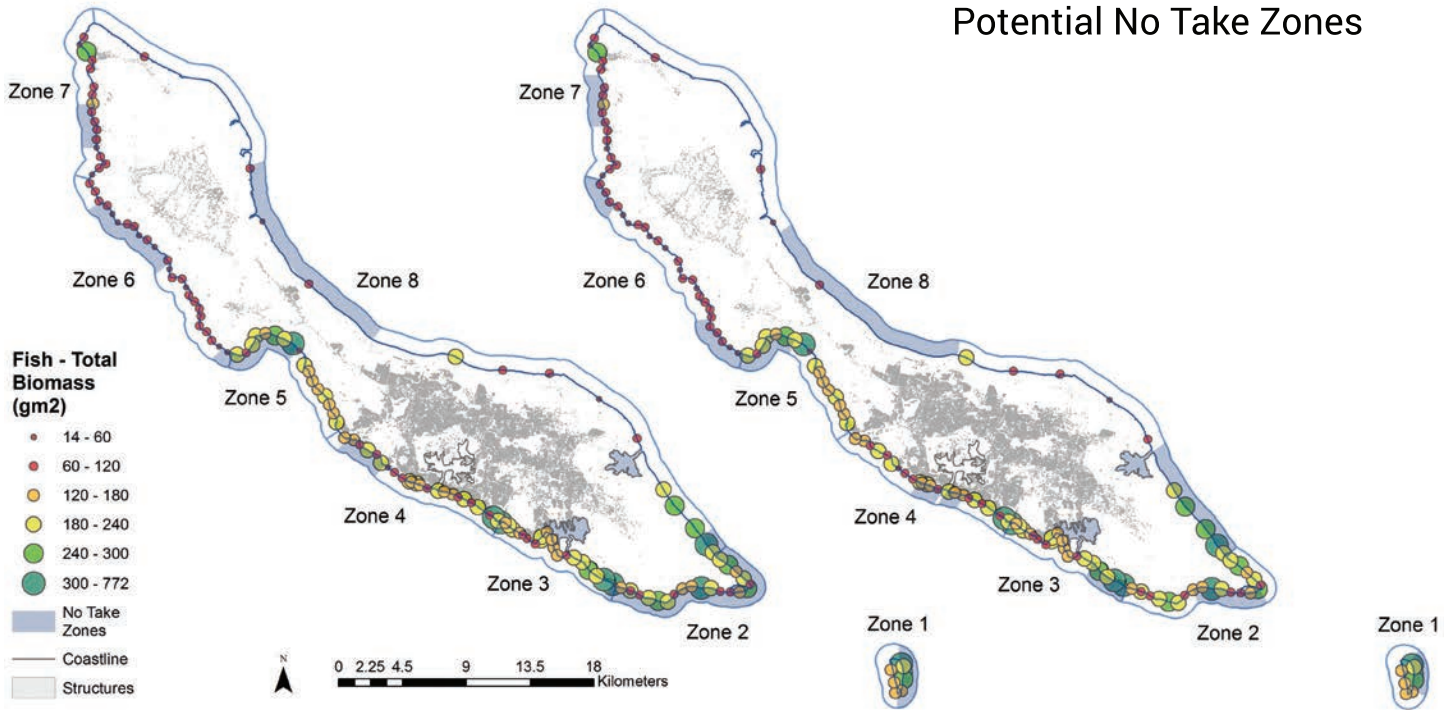 Potential No Take Zones
Zone 7
Zone 6
Zone 8
Zone 5
Zone 4
Zone 3
Zone 2
Zone 1
Zone 7
Zone 6
Zone 8
Zone 5
Zone 4
Zone 3
Zone 2
Zone 1
Fish - Total
Biomass
(gm2)
14 - 60
60 - 120
120 - 180
180 - 240
240 - 300
300 - 772
No Take
Zones
Coastline
Structures
N
0 2.25 4.5 9 13.5 18
Kilometers